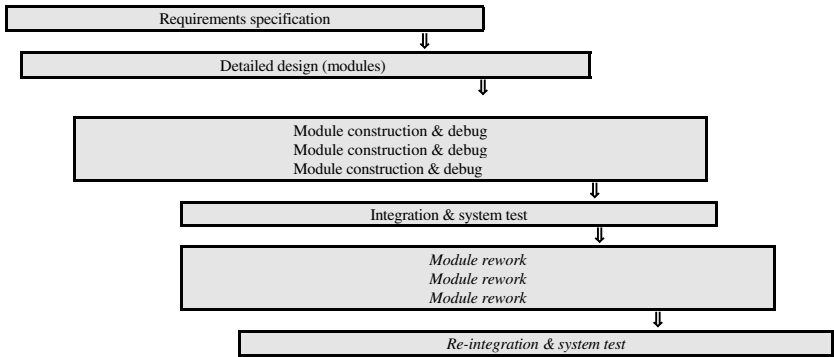 Requirements specification
Detailed design (modules)
Module construction & debug
Module construction & debug
Module construction & debug
Integration & system test
Module rework
Module rework
Module rework
Re-integration & system test